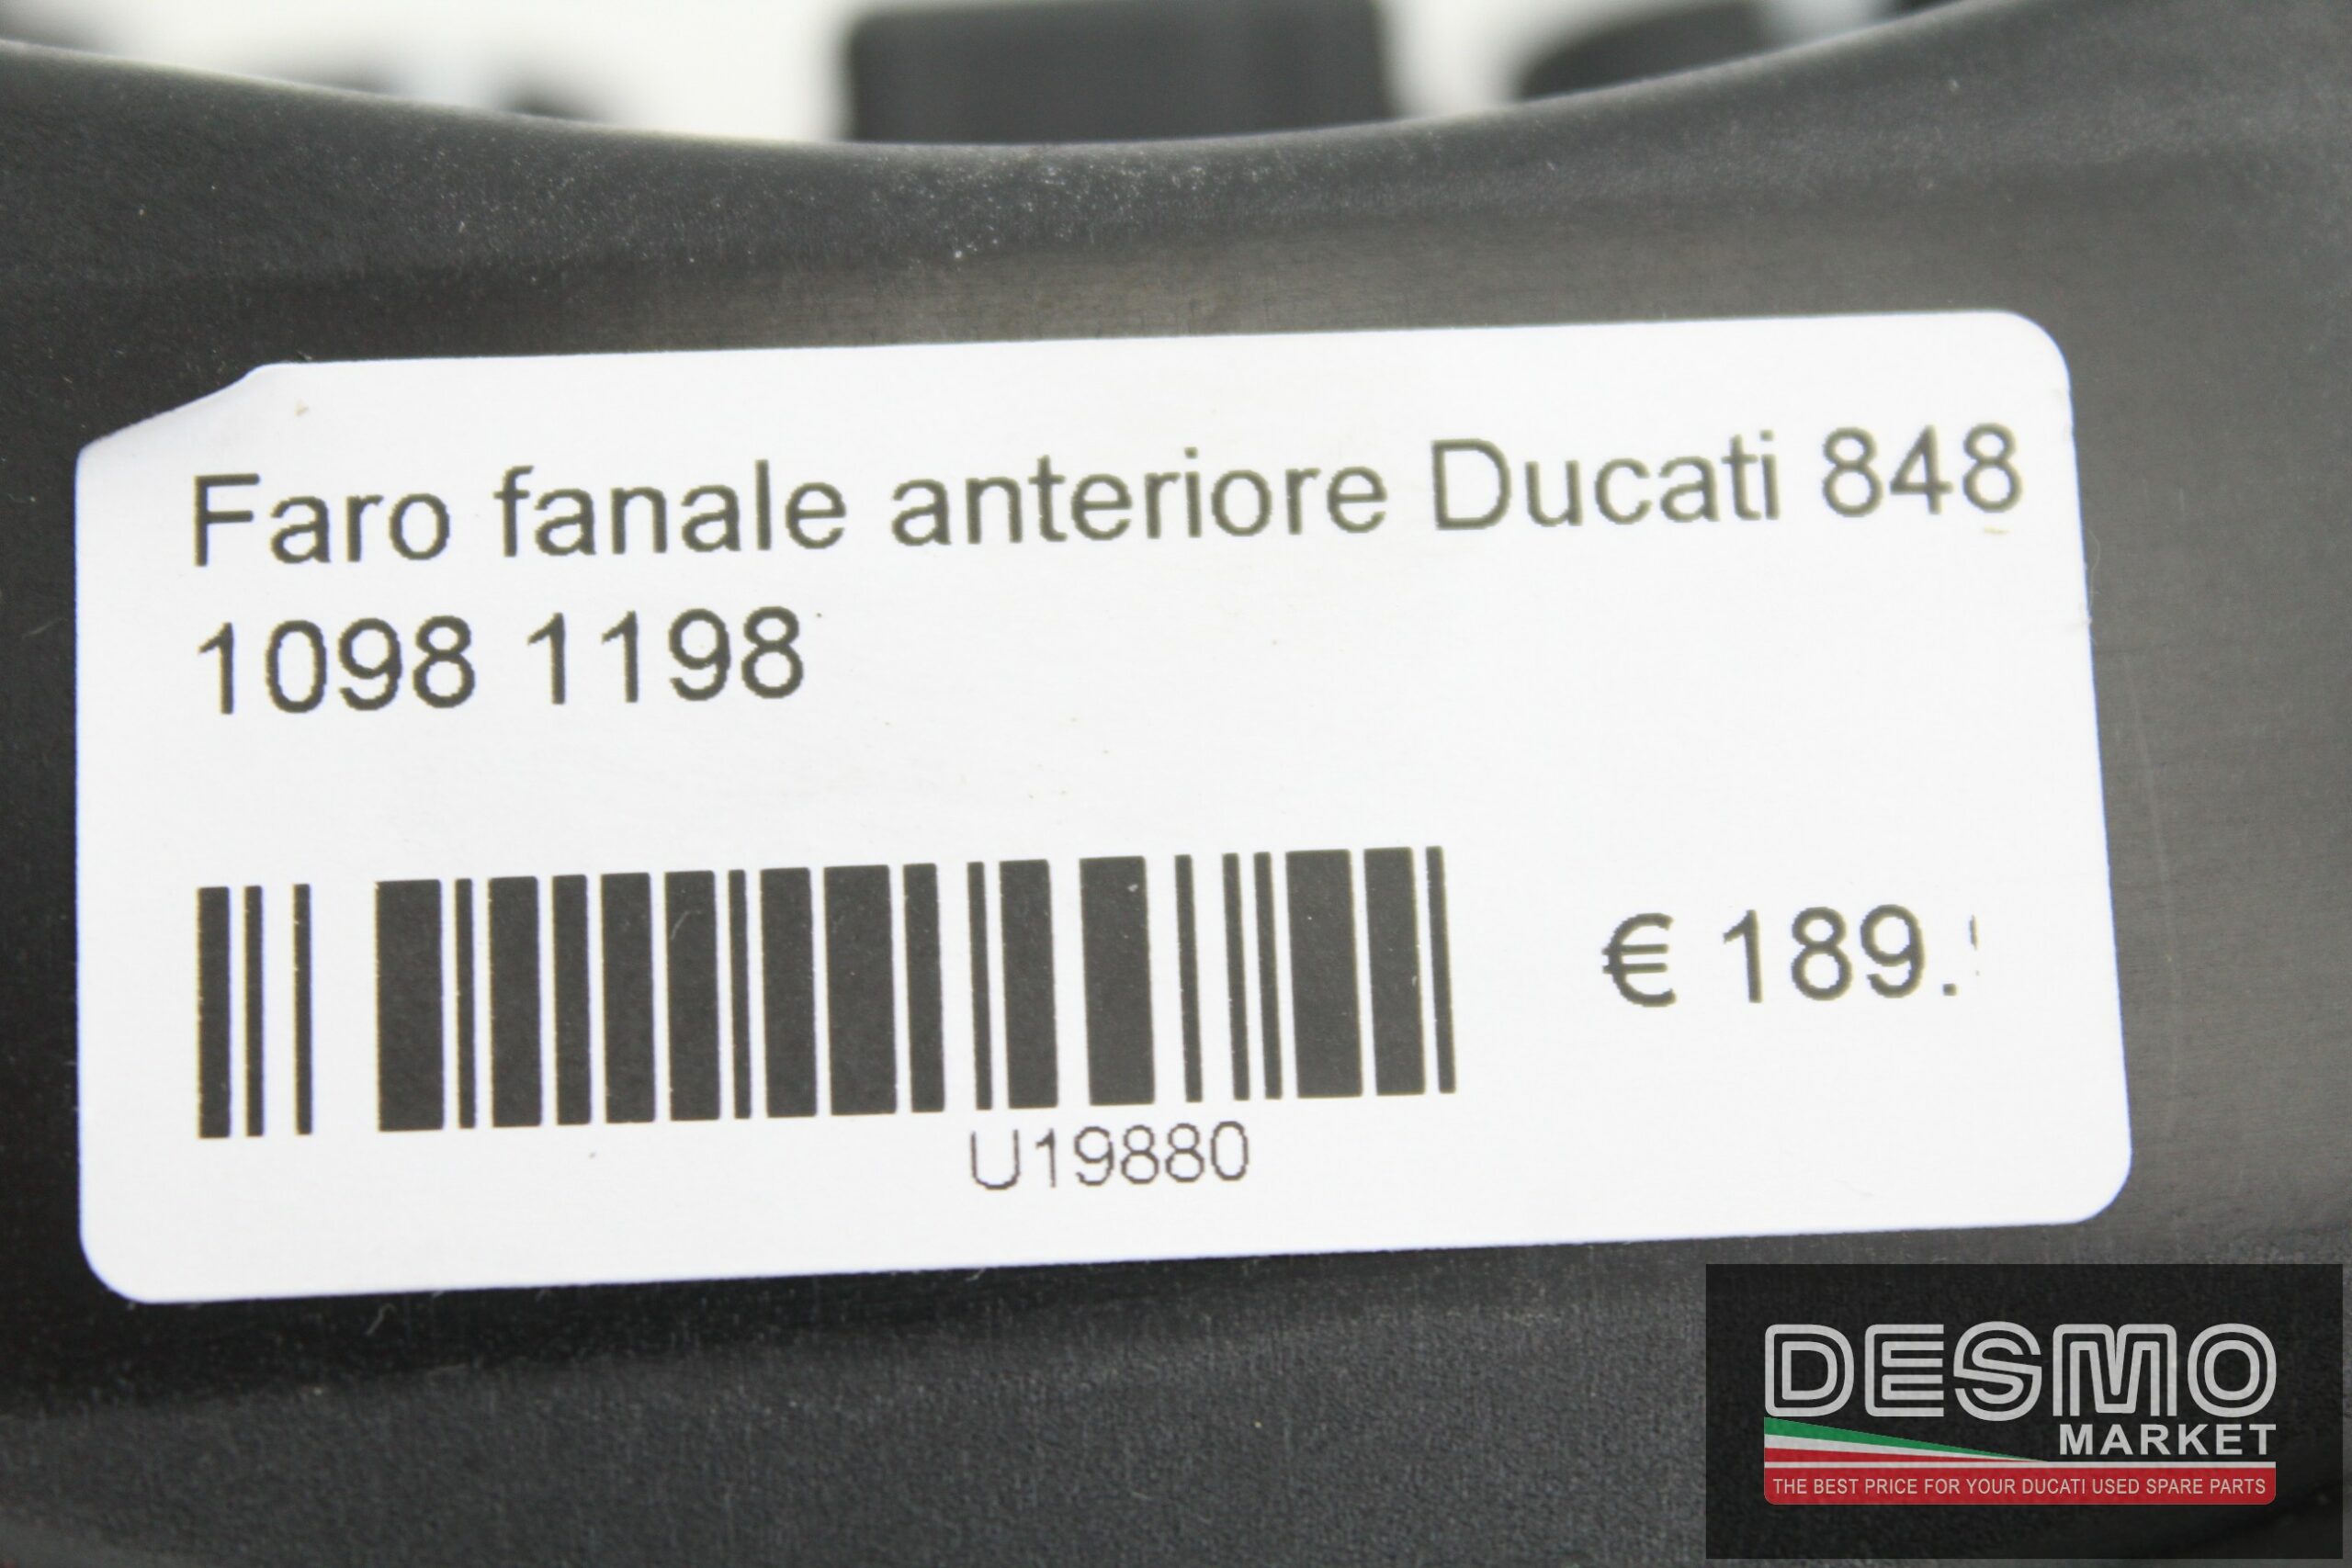 Faro fanale anteriore Ducati 848
1098 1198
€ 189.
U19880
DESMO
MARKET
THE BEST PRICE FOR YOUR DUCATI USED SPARE PARTS